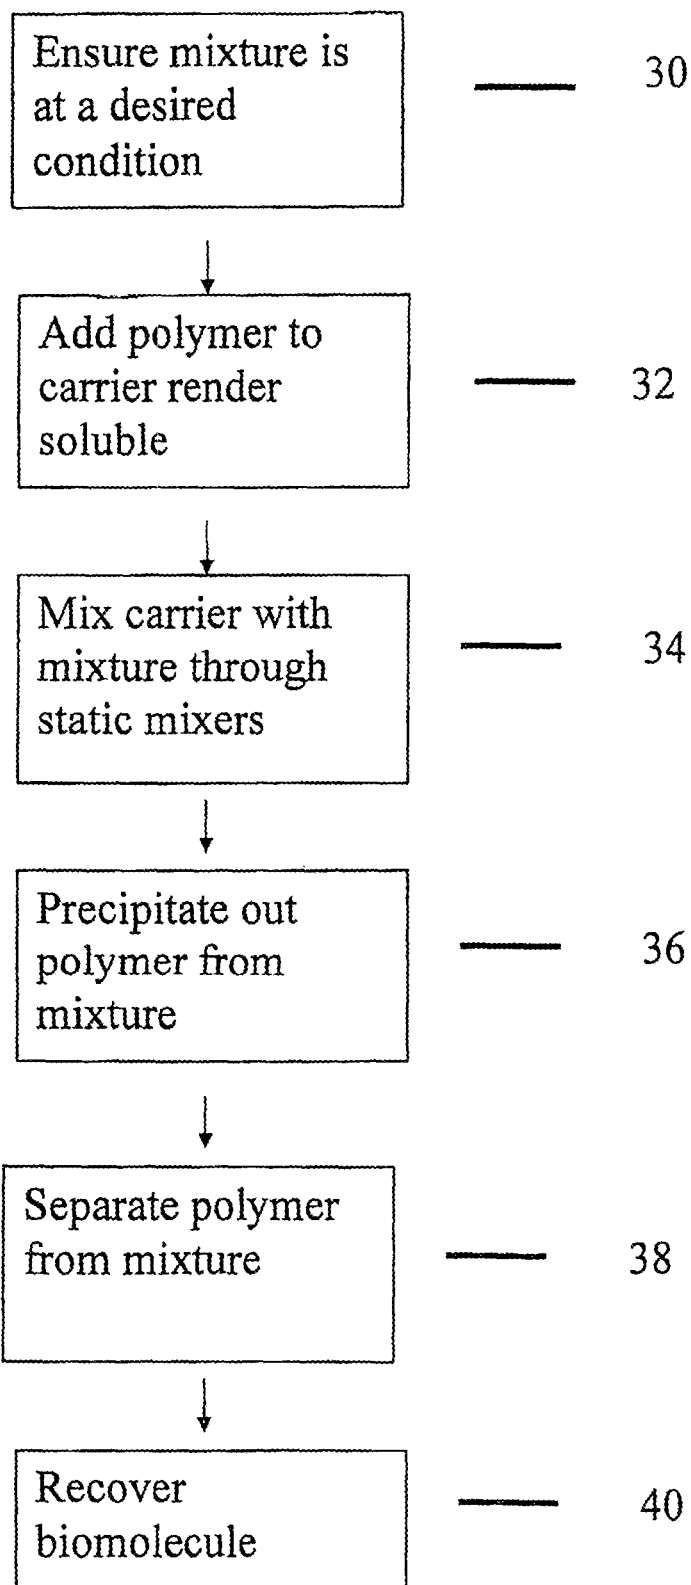 Ensure mixture is
at a desired
condition
30
Add polymer to
carrier render
soluble
32
Mix carrier with
mixture through
static mixers
34
Precipitate out
polymer from
mixture
36
Separate polymer
from mixture
38
Recover
biomolecule
40